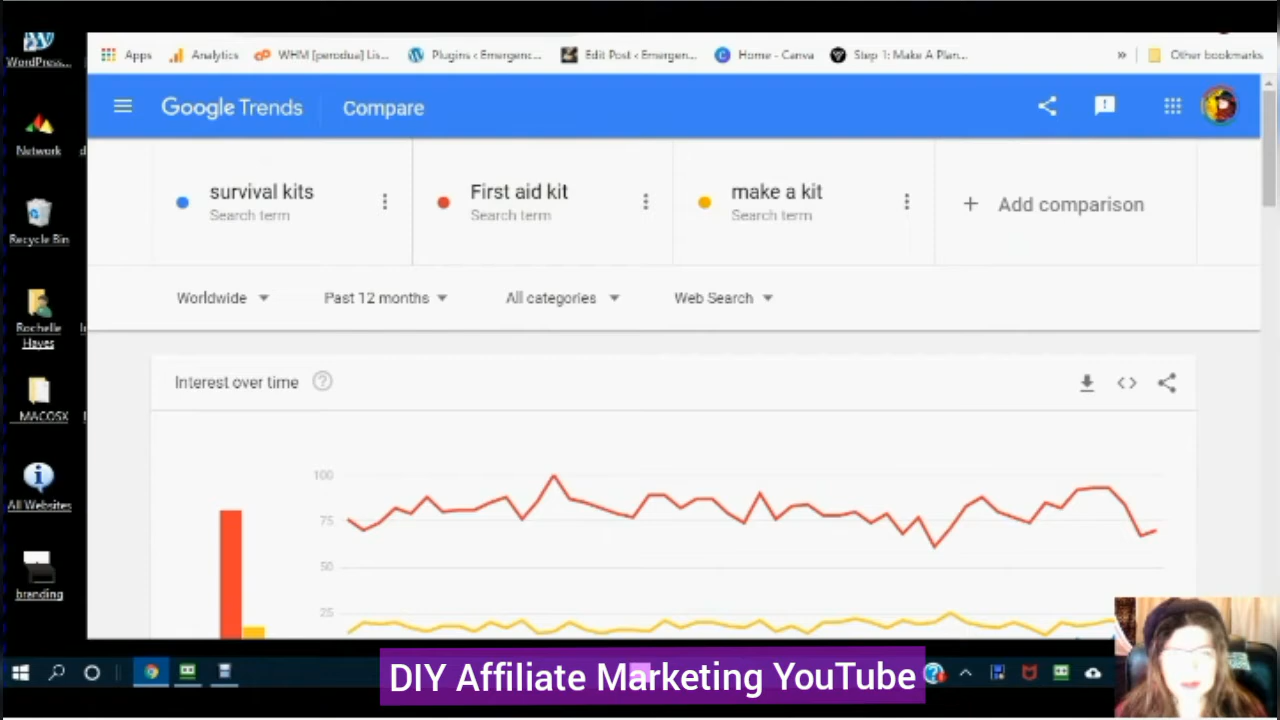 WordPress...
Apps
Analytics
WHM [perodua] Lis...
Plugins ‹ Emergenc...
Edit Post ‹ Emergen...
Home - Canva
Step 1: Make A Plan...
»
Other bookmarks
Google Trends
Compare
Network
survival kits
Search term
First aid kit
Search term
make a kit
Search term
+ Add comparison
Recycle Bin
Worldwide
Past 12 months
All categories
Web Search
Rochelle
Hayes
Interest over time
_MACOSX
100
75
50
25
All Websites
branding
DIY Affiliate Marketing YouTube